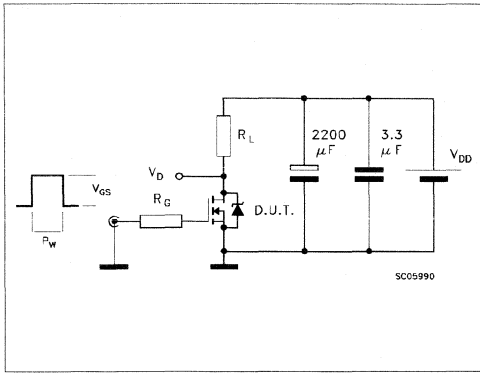 R_L
2200 μF
3.3 μF
V_DD
V_D
V_GS
R_G
D.U.T.
P_W
SC05990